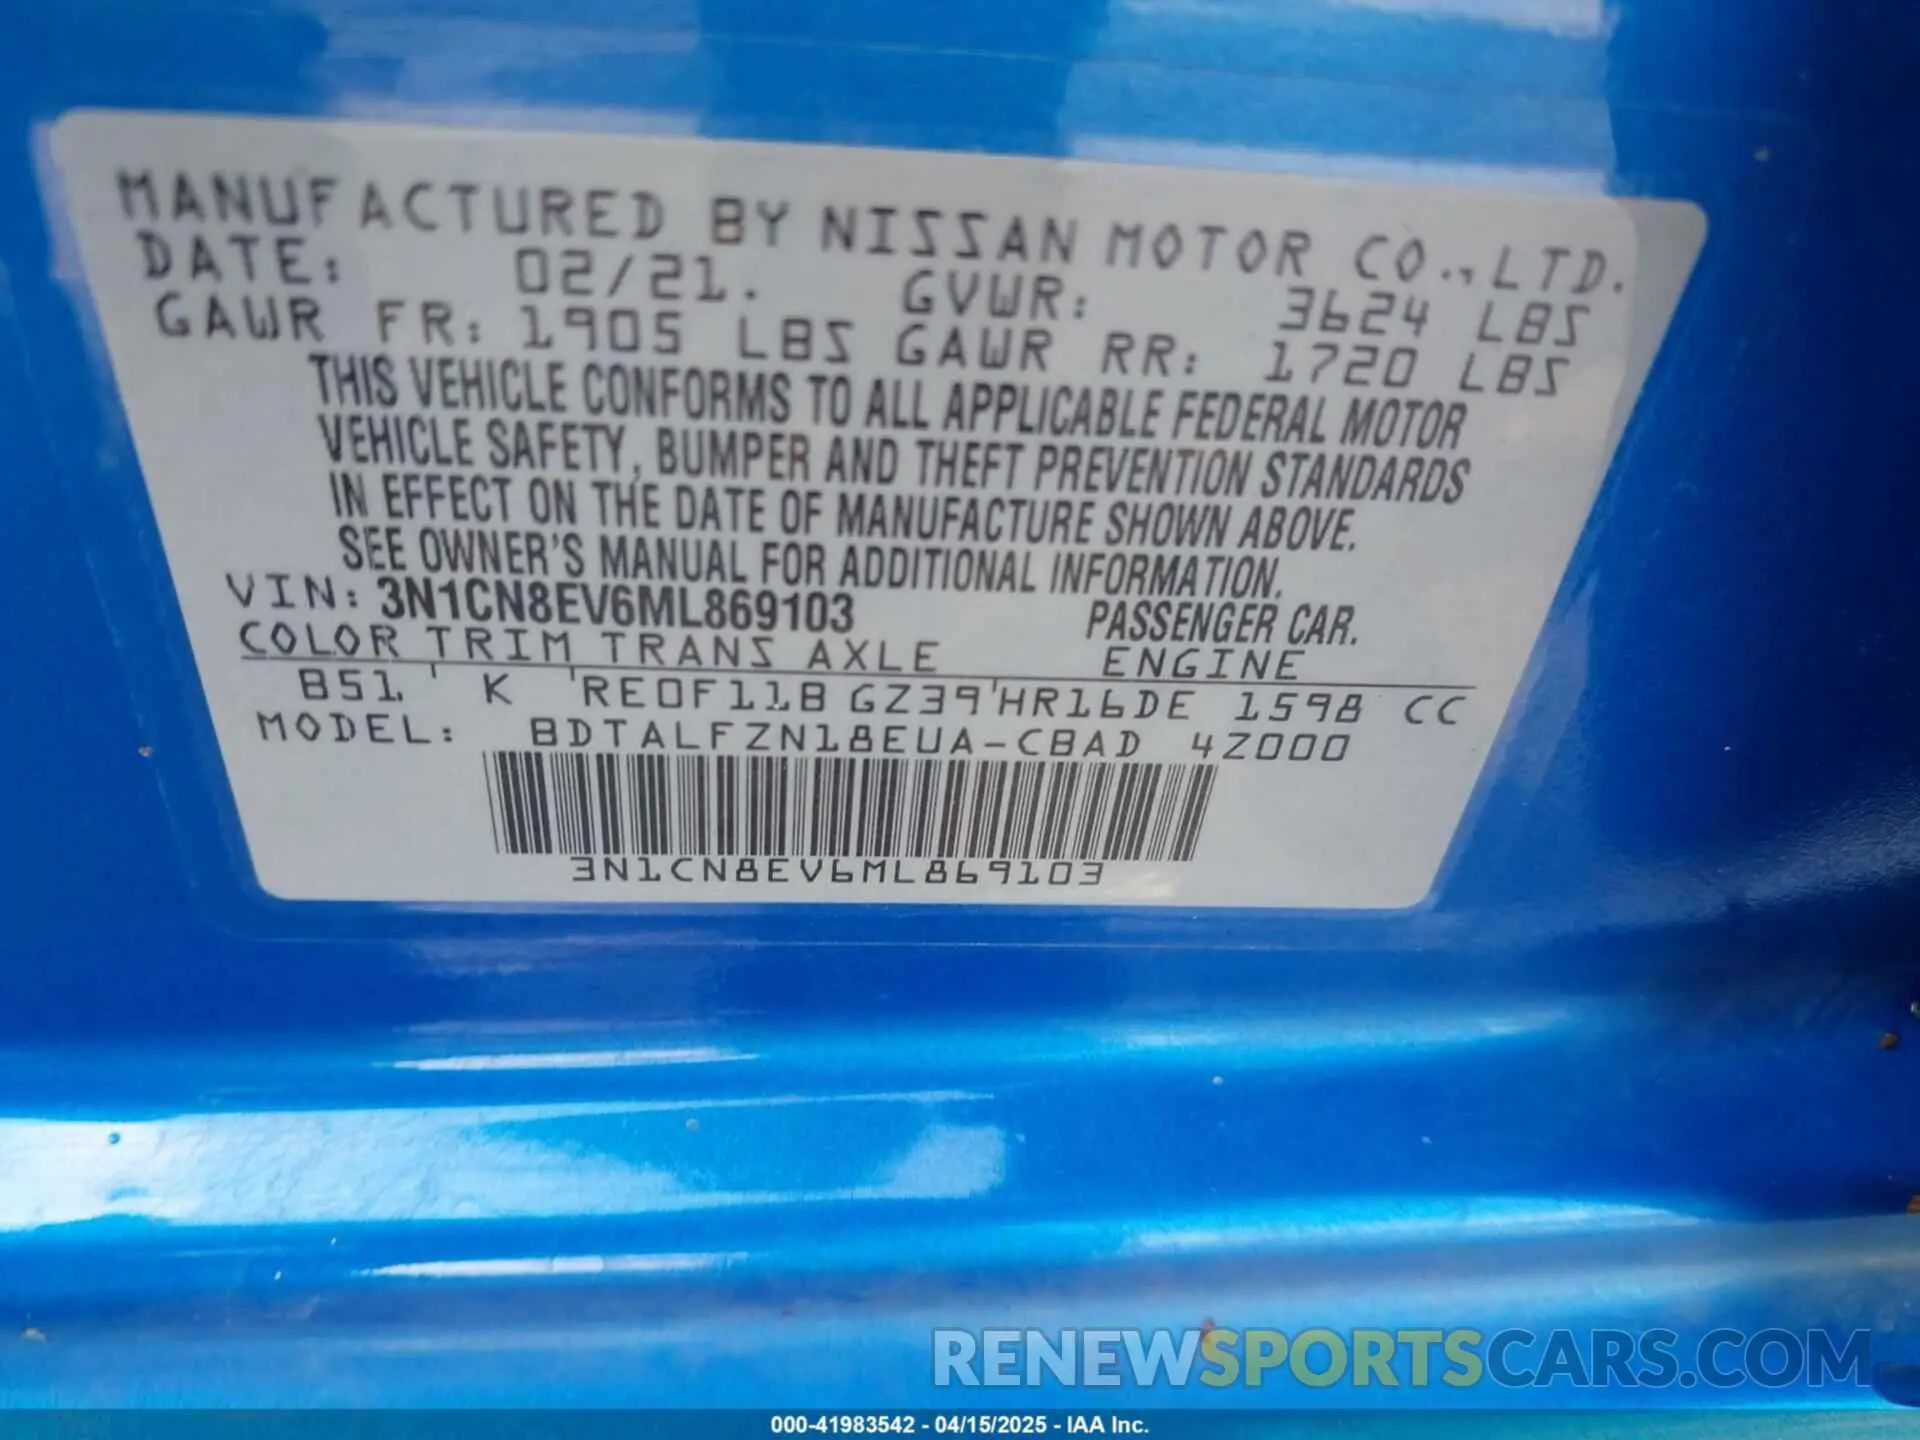 MANUFACTURED BY NISSAN MOTOR CO., LTD.
DATE: 02/21. GVWR: 3624 LBS
GAWR FR: 1905 LBS GAWR RR: 1720 LBS
THIS VEHICLE CONFORMS TO ALL APPLICABLE FEDERAL MOTOR
VEHICLE SAFETY, BUMPER AND THEFT PREVENTION STANDARDS
IN EFFECT ON THE DATE OF MANUFACTURE SHOWN ABOVE.
SEE OWNER'S MANUAL FOR ADDITIONAL INFORMATION.
VIN: 3N1CN8EV6ML869103 PASSENGER CAR.
COLOR TRIM TRANS AXLE ENGINE
B51 K RE0F11B GZ39 HR16DE 1598 CC
MODEL: BDTALFZN18EUA-CBAD 4Z000
3N1CN8EV6ML869103
RENEWSPORTSCARS.COM
000-41983542 - 04/15/2025 - IAA Inc.